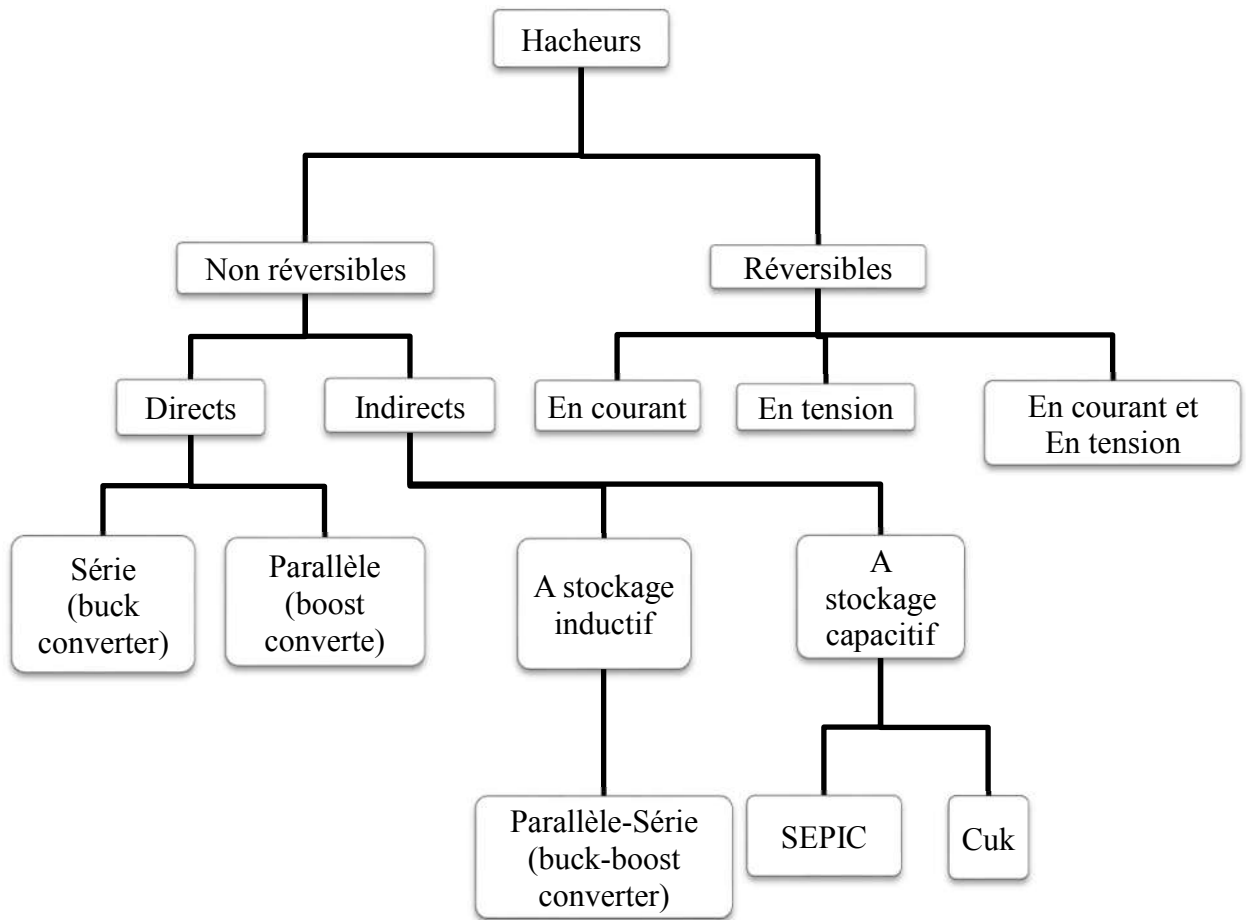 Hacheurs
Non réversibles
Réversibles
Directs
Indirects
En courant
En tension
En courant et
En tension
Série
(buck
converter)
Parallèle
(boost
converte)
A stockage
inductif
A
stockage
capacitif
Parallèle-Série
(buck-boost
converter)
SEPIC
Cuk